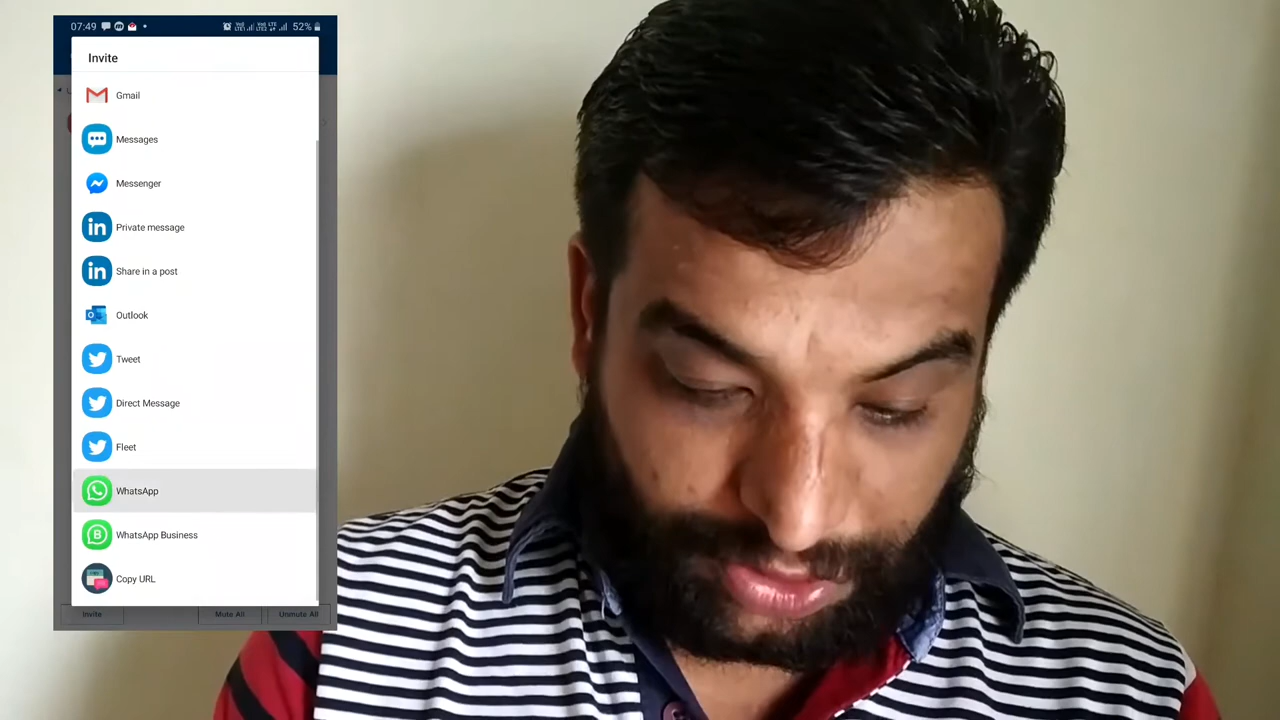 07:49 52%
Invite
Gmail
Messages
Messenger
Private message
Share in a post
Outlook
Tweet
Direct Message
Fleet
WhatsApp
WhatsApp Business
Copy URL
Invite Mute All Unmute All